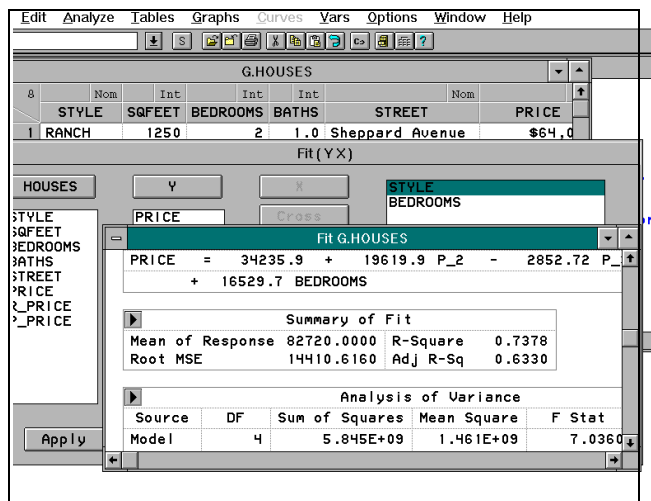 Edit Analyze Tables Graphs Curves Vars Options Window Help
S ?
G.HOUSES
8 Nom Int Int Int Nom
STYLE SQFEET BEDROOMS BATHS STREET PRICE
1 RANCH 1250 2 1.0 Sheppard Avenue $64,0
Fit ( Y X )
HOUSES Y X STYLE
BEDROOMS
STYLE PRICE Cross
SQFEET
BEDROOMS
BATHS
STREET
PRICE
R_PRICE
P_PRICE
Apply
Fit G.HOUSES
PRICE = 34235.9 + 19619.9 P_2 - 2852.72 P_
+ 16529.7 BEDROOMS
Summary of Fit
Mean of Response 82720.0000 R-Square 0.7378
Root MSE 14410.6160 Adj R-Sq 0.6330
Analysis of Variance
Source DF Sum of Squares Mean Square F Stat
Model 4 5.845E+09 1.461E+09 7.0360